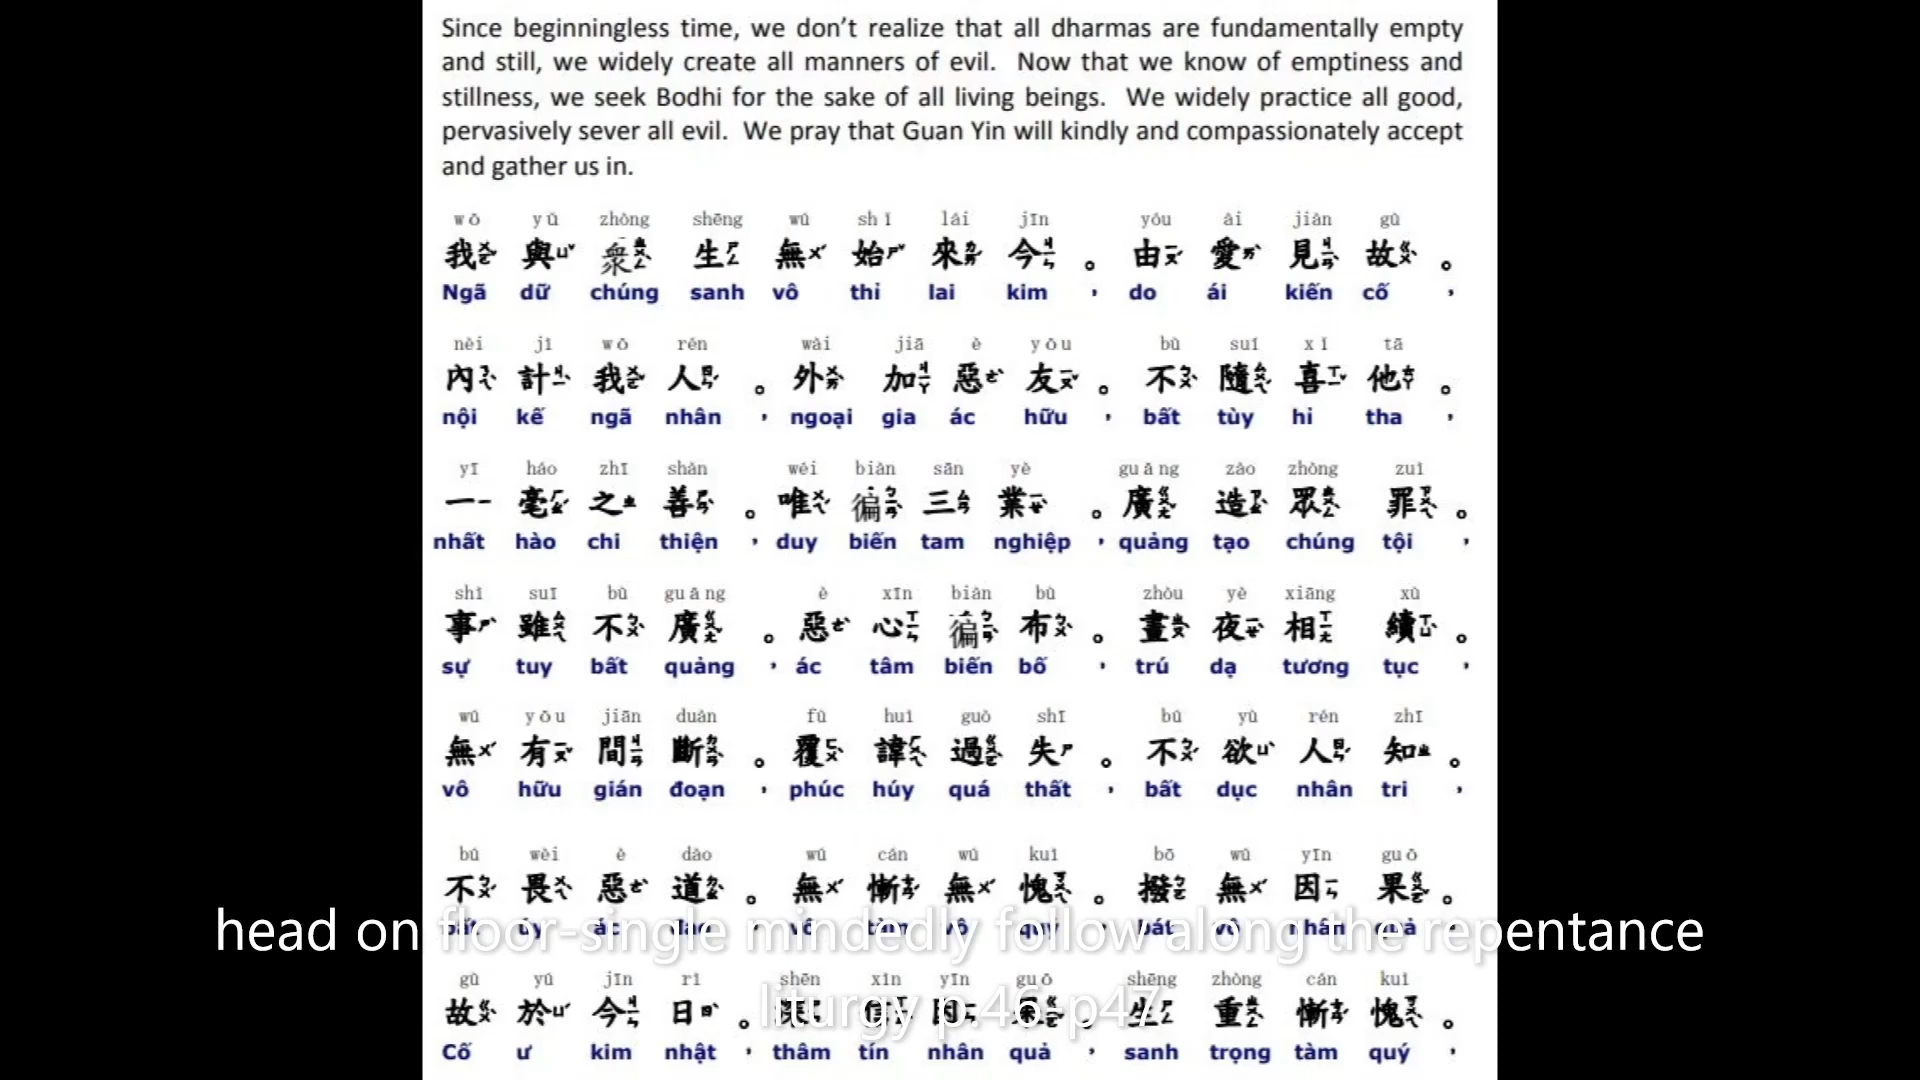 Since beginningless time, we don't realize that all dharmas are fundamentally empty
and still, we widely create all manners of evil. Now that we know of emptiness and
stillness, we seek Bodhi for the sake of all living beings. We widely practice all good,
pervasively sever all evil. We pray that Guan Yin will kindly and compassionately accept
and gather us in.
wǒ yǔ zhòng shēng wú shǐ lái jīn yóu ài jiàn gù
我與眾生無始來今。由愛見故。
Ngã dữ chúng sanh vô thỉ lai kim , do ái kiến cố ,
nèi jì wǒ rén wài jiā è yǒu bù suí xǐ tā
內計我人。外加惡友。不隨喜他。
nội kế ngã nhân , ngoại gia ác hữu , bất tùy hỉ tha ,
yī háo zhī shàn wéi biàn sān yè guǎng zào zhòng zuì
一毫之善。唯徧三業。廣造眾罪。
nhất hào chi thiện , duy biến tam nghiệp , quảng tạo chúng tội ,
shì suī bù guǎng è xīn biàn bù zhòu yè xiāng xù
事雖不廣。惡心徧布。晝夜相續。
sự tuy bất quảng , ác tâm biến bố , trú dạ tương tục ,
wú yǒu jiān duàn fù huì guò shī bú yù rén zhī
無有間斷。覆諱過失。不欲人知。
vô hữu gián đoạn , phúc húy quá thất , bất dục nhân tri ,
bú wèi è dào wú cán wú kuì bō wú yīn guǒ
不畏惡道。無慚無愧。撥無因果。
head on floor-single mindedly follow along the repentance
gù yú jīn rì shēn xìn yīn guǒ shēng zhòng cán kuì
故於今日。深信因果。生重慚愧。
liturgy p.46-p47
Cố ư kim nhật , thâm tín nhân quả , sanh trọng tàm quý ,